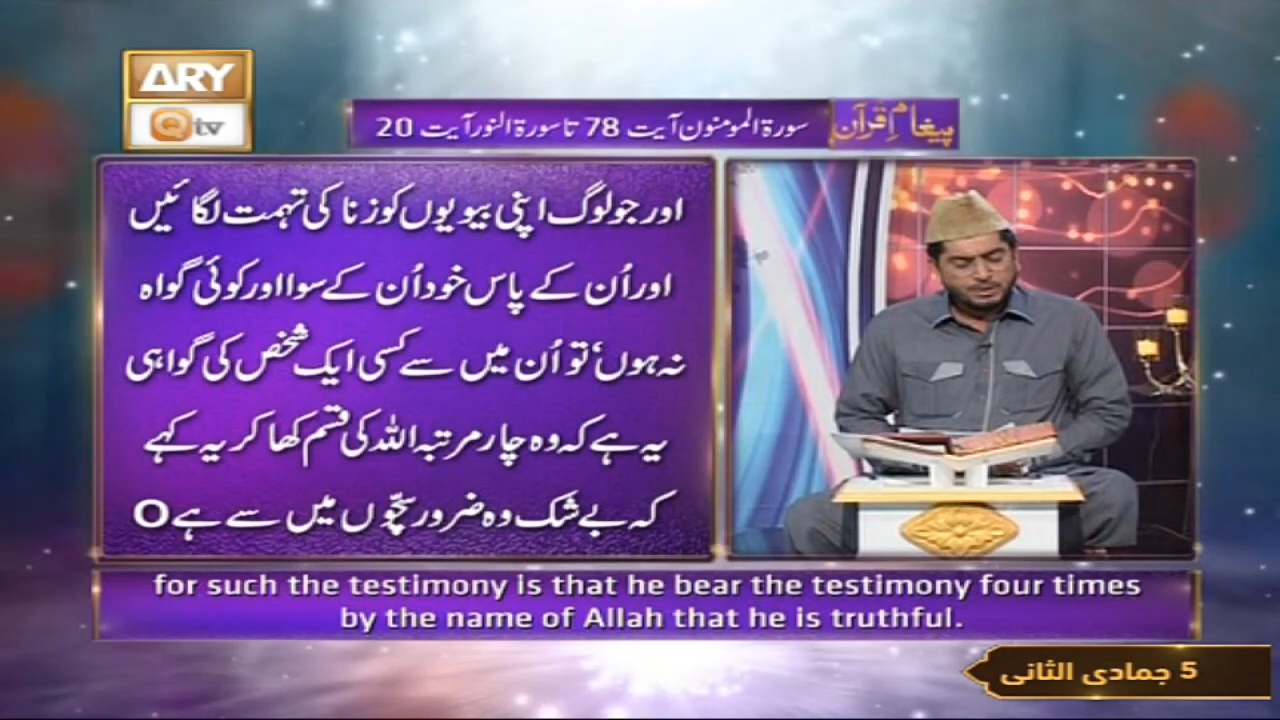 ARY
Qtv
پیغامِ قرآن
سورۃ المومنون آیت 78 تا سورۃ النور آیت 20
اور جو لوگ اپنی بیویوں کو زنا کی تہمت لگائیں
اور اُن کے پاس خود اُن کے سوا اور کوئی گواہ
نہ ہوں، تو اُن میں سے کسی ایک شخص کی گواہی
یہ ہے کہ وہ چار مرتبہ اللہ کی قسم کھا کر یہ کہے
کہ بے شک وہ ضرور سچّوں میں سے ہے O
for such the testimony is that he bear the testimony four times
by the name of Allah that he is truthful.
5 جمادی الثانی